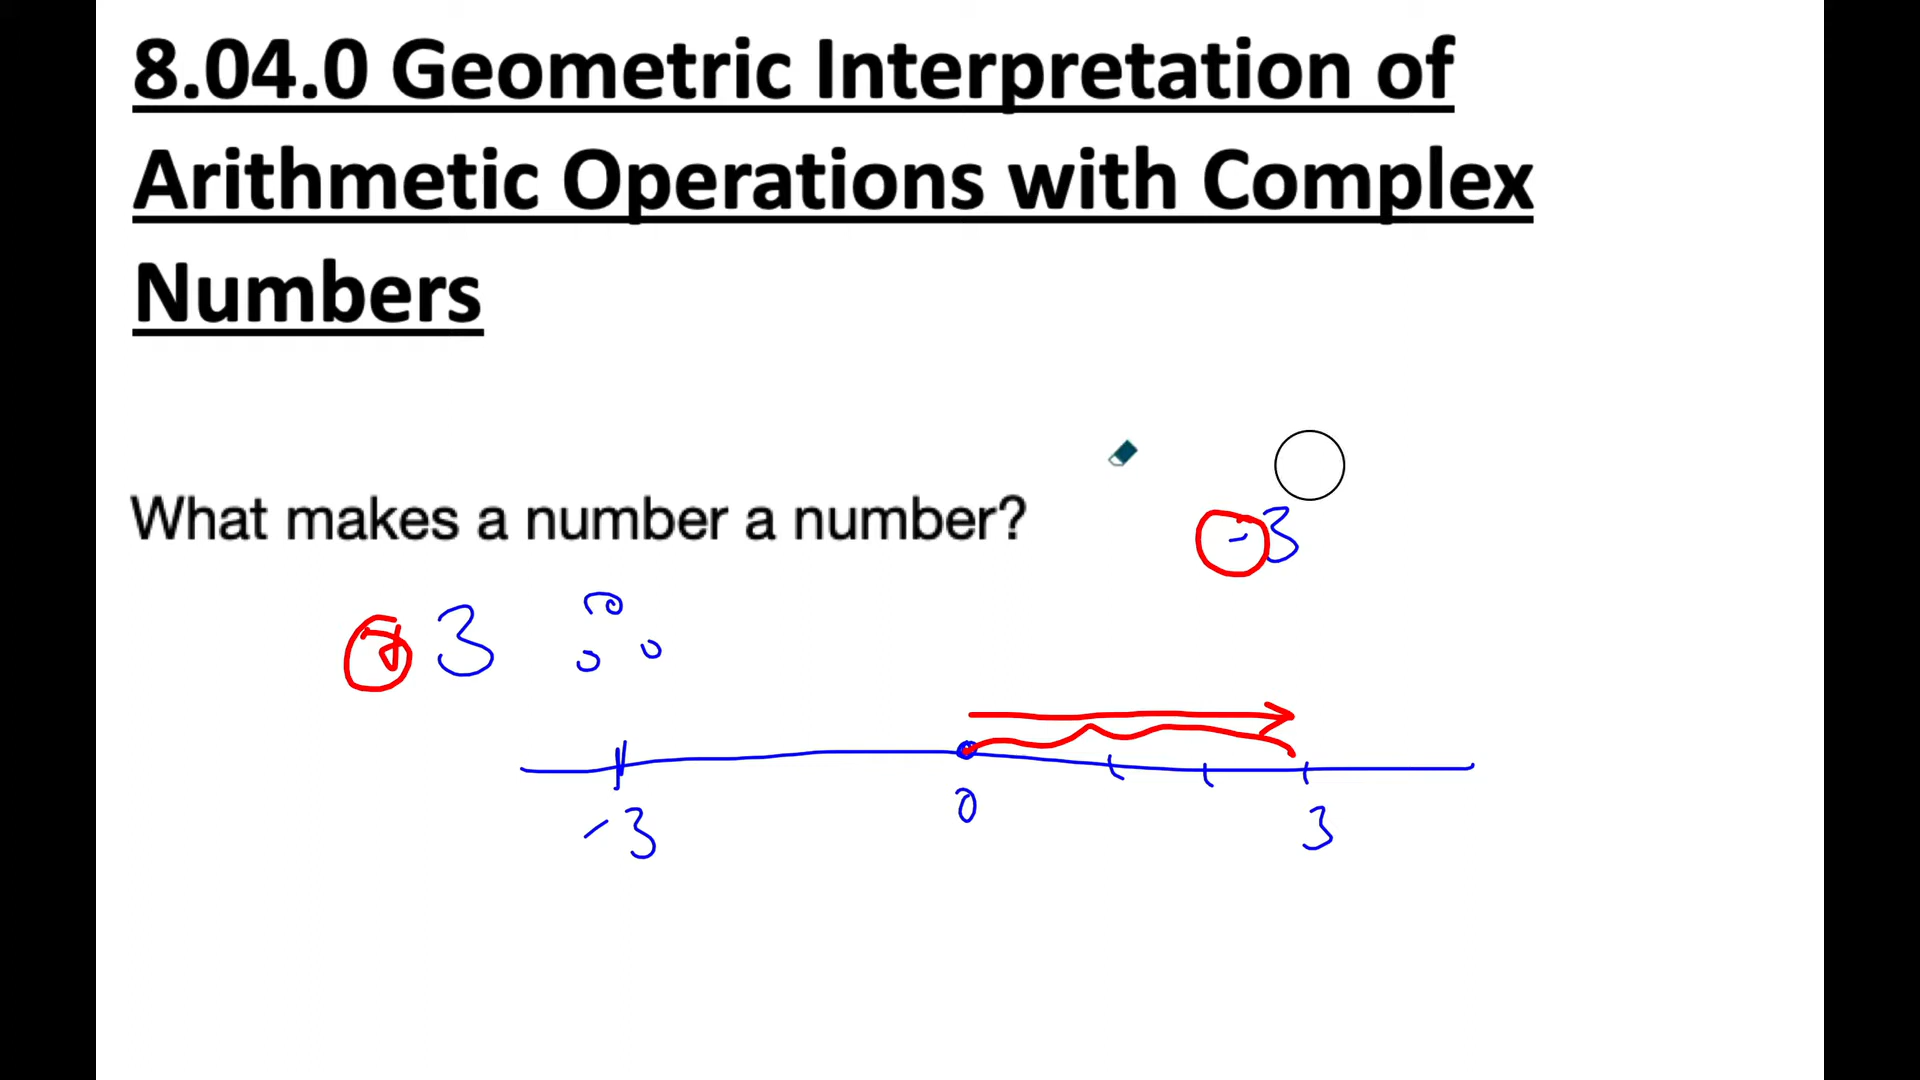 8.04.0 Geometric Interpretation of
Arithmetic Operations with Complex
Numbers
What makes a number a number?
-3
3
-3 0 3